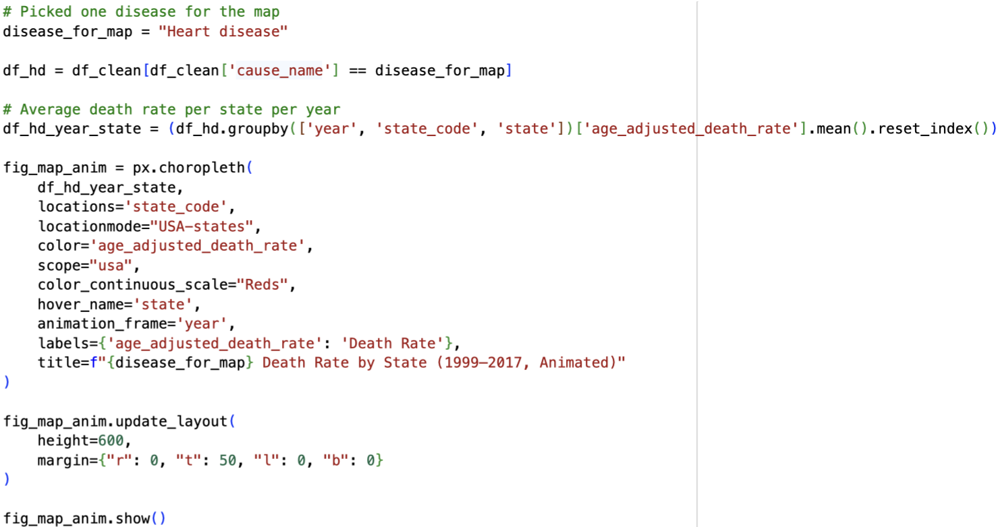 # Picked one disease for the map
disease_for_map = "Heart disease"
df_hd = df_clean[df_clean['cause_name'] == disease_for_map]
# Average death rate per state per year
df_hd_year_state = (df_hd.groupby(['year', 'state_code', 'state'])['age_adjusted_death_rate'].mean().reset_index())
fig_map_anim = px.choropleth(
    df_hd_year_state,
    locations='state_code',
    locationmode="USA-states",
    color='age_adjusted_death_rate',
    scope="usa",
    color_continuous_scale="Reds",
    hover_name='state',
    animation_frame='year',
    labels={'age_adjusted_death_rate': 'Death Rate'},
    title=f"{disease_for_map} Death Rate by State (1999–2017, Animated)"
)
fig_map_anim.update_layout(
    height=600,
    margin={"r": 0, "t": 50, "l": 0, "b": 0}
)
fig_map_anim.show()